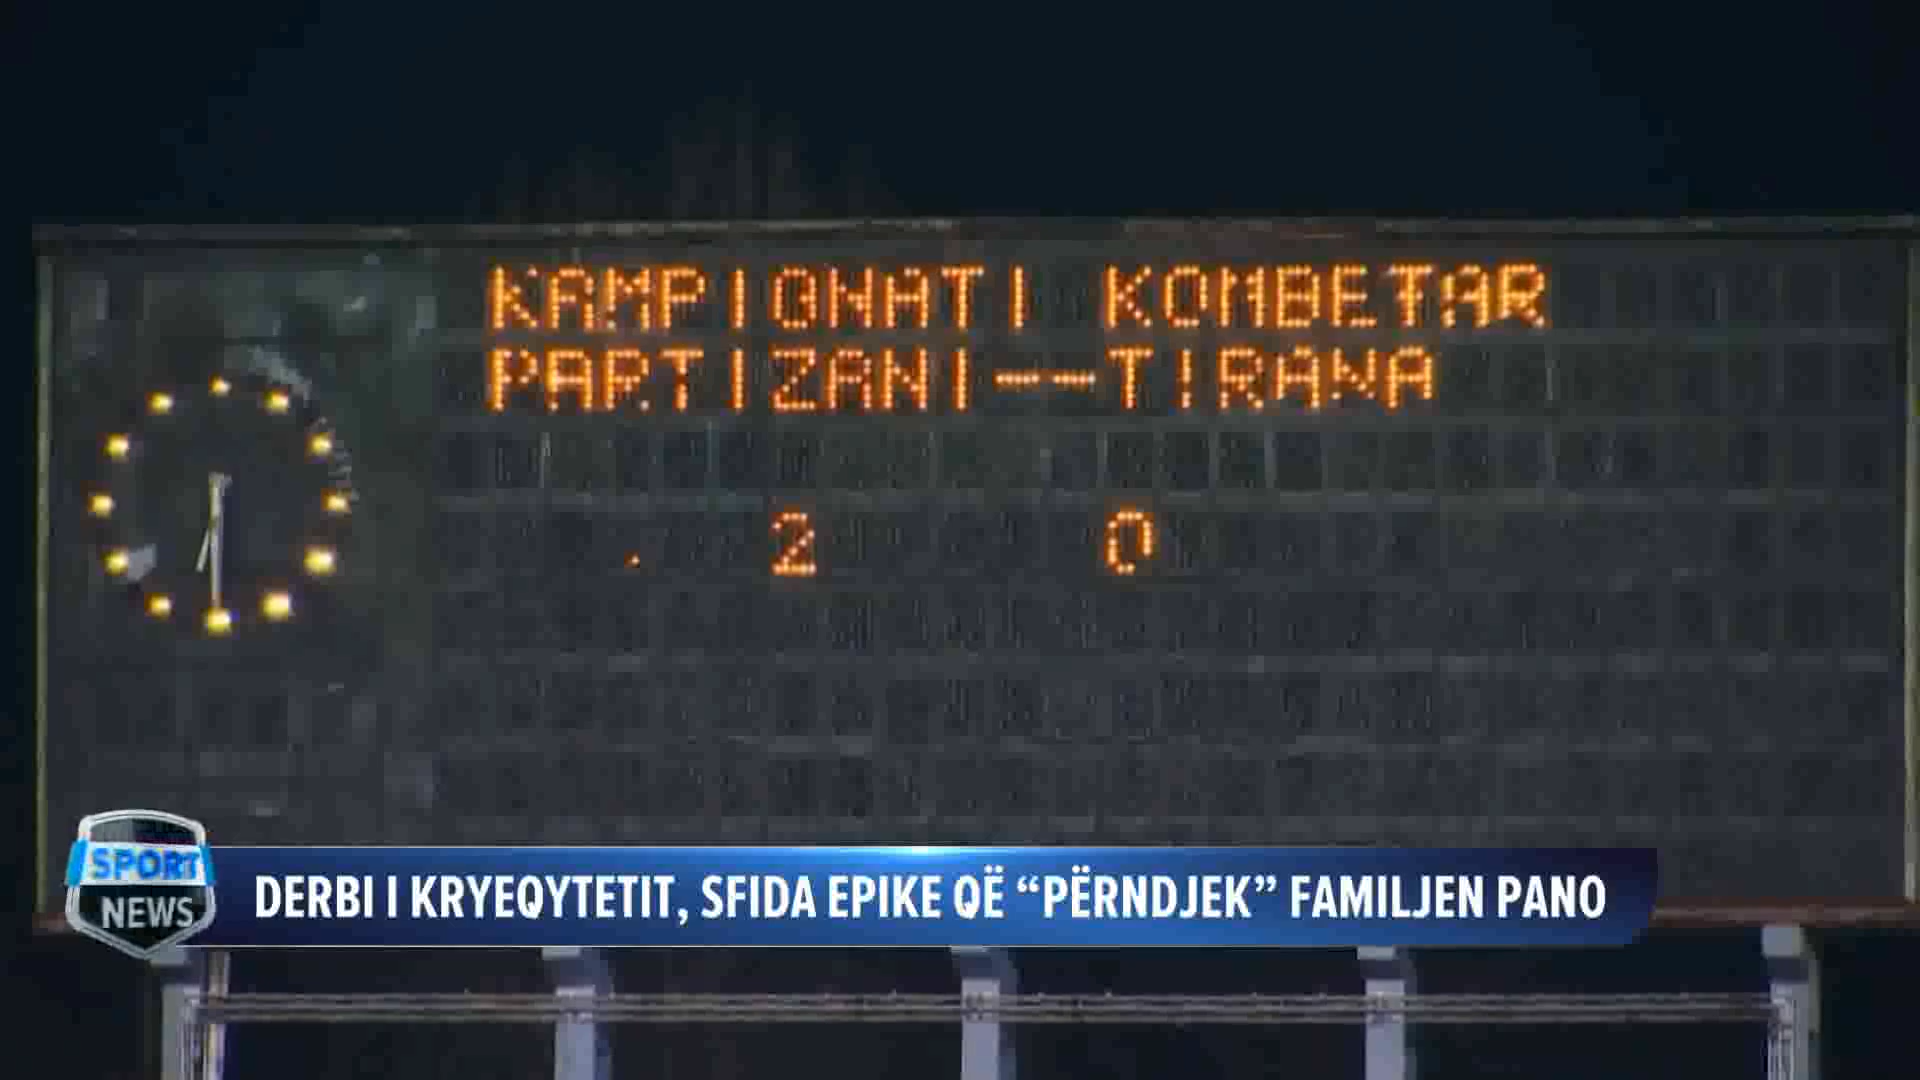 KAMPIONATI KOMBETAR
PARTIZANI--TIRANA
2 0
SPORT
NEWS
DERBI I KRYEQYTETIT, SFIDA EPIKE QË “PËRNDJEK” FAMILJEN PANO